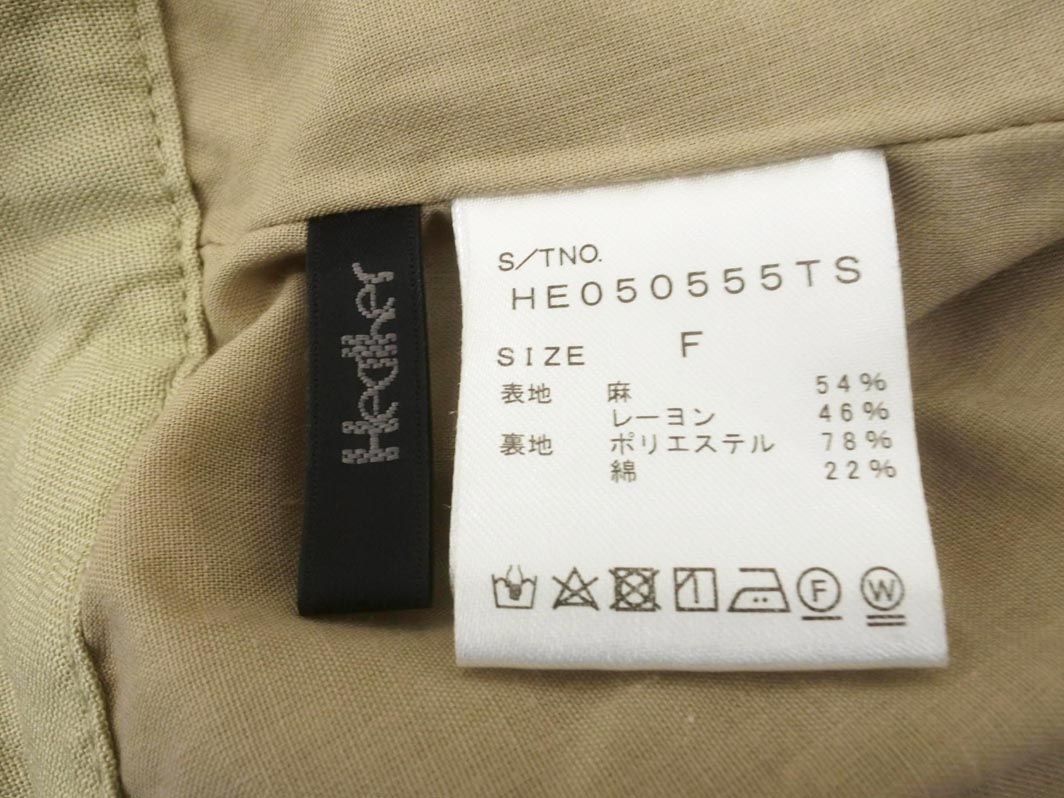 Heather
S/TNO.
HE050555TS
SIZE F
表地 麻 54%
レーヨン 46%
裏地 ポリエステル 78%
綿 22%
F W